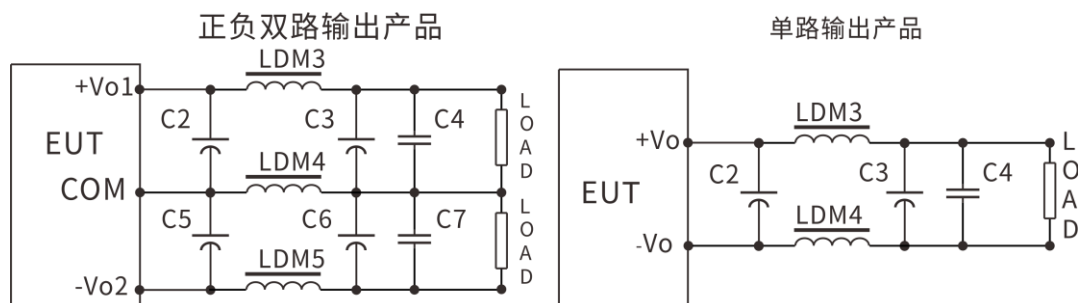 正负双路输出产品
LDM3
+Vo1
C2
C3
C4
LOAD
EUT
LDM4
COM
C5
C6
C7
LOAD
LDM5
-Vo2
单路输出产品
LDM3
+Vo
C2
C3
C4
LOAD
EUT
LDM4
-Vo